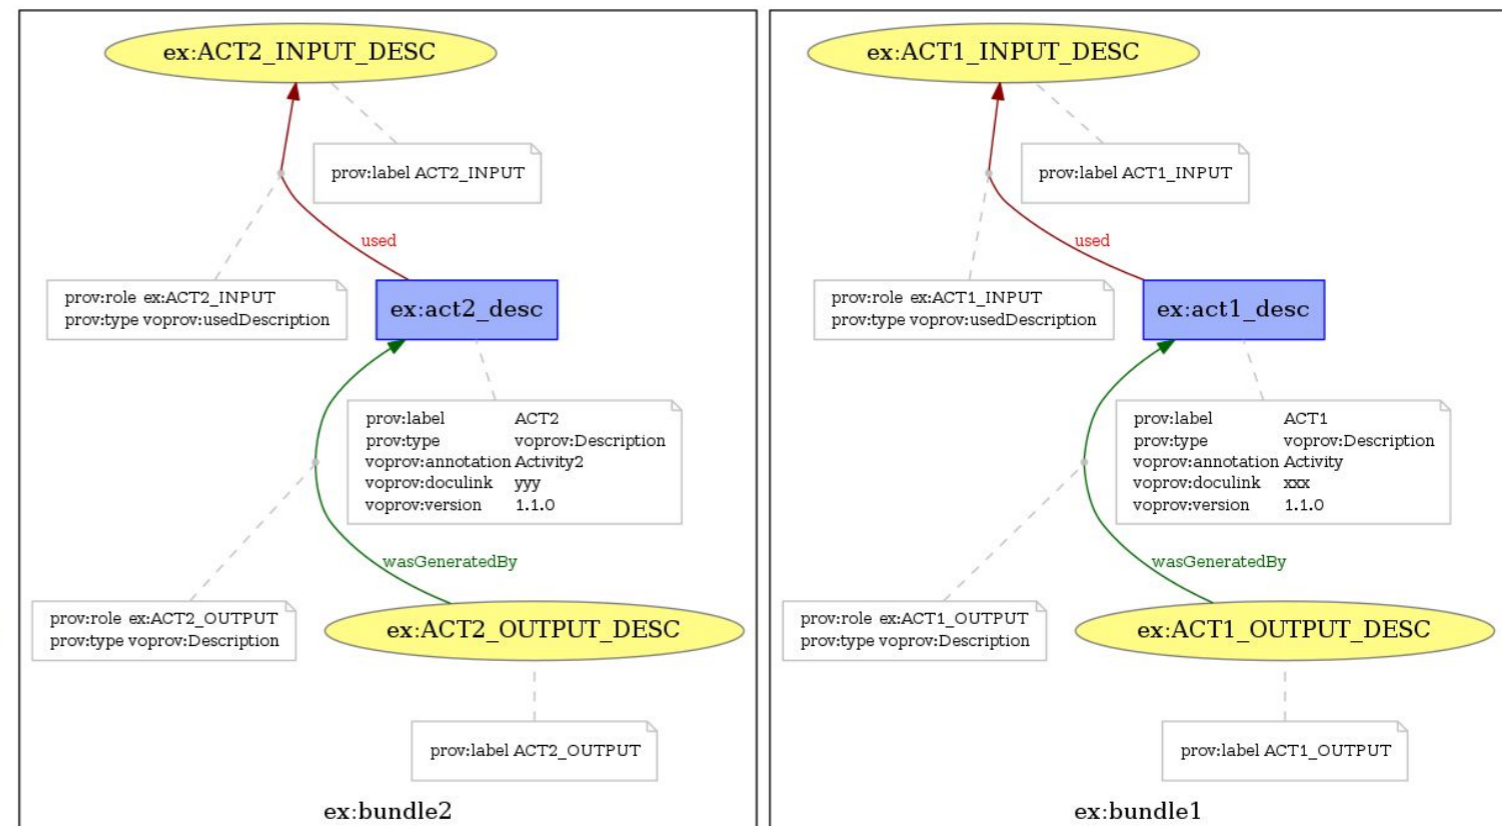 ex:ACT2_INPUT_DESC
prov:label ACT2_INPUT
used
prov:role ex:ACT2_INPUT
prov:type voprov:usedDescription
ex:act2_desc
prov:label ACT2
prov:type voprov:Description
voprov:annotation Activity2
voprov:doculink yyy
voprov:version 1.1.0
wasGeneratedBy
prov:role ex:ACT2_OUTPUT
prov:type voprov:Description
ex:ACT2_OUTPUT_DESC
prov:label ACT2_OUTPUT
ex:bundle2
ex:ACT1_INPUT_DESC
prov:label ACT1_INPUT
used
prov:role ex:ACT1_INPUT
prov:type voprov:usedDescription
ex:act1_desc
prov:label ACT1
prov:type voprov:Description
voprov:annotation Activity
voprov:doculink xxx
voprov:version 1.1.0
wasGeneratedBy
prov:role ex:ACT1_OUTPUT
prov:type voprov:Description
ex:ACT1_OUTPUT_DESC
prov:label ACT1_OUTPUT
ex:bundle1